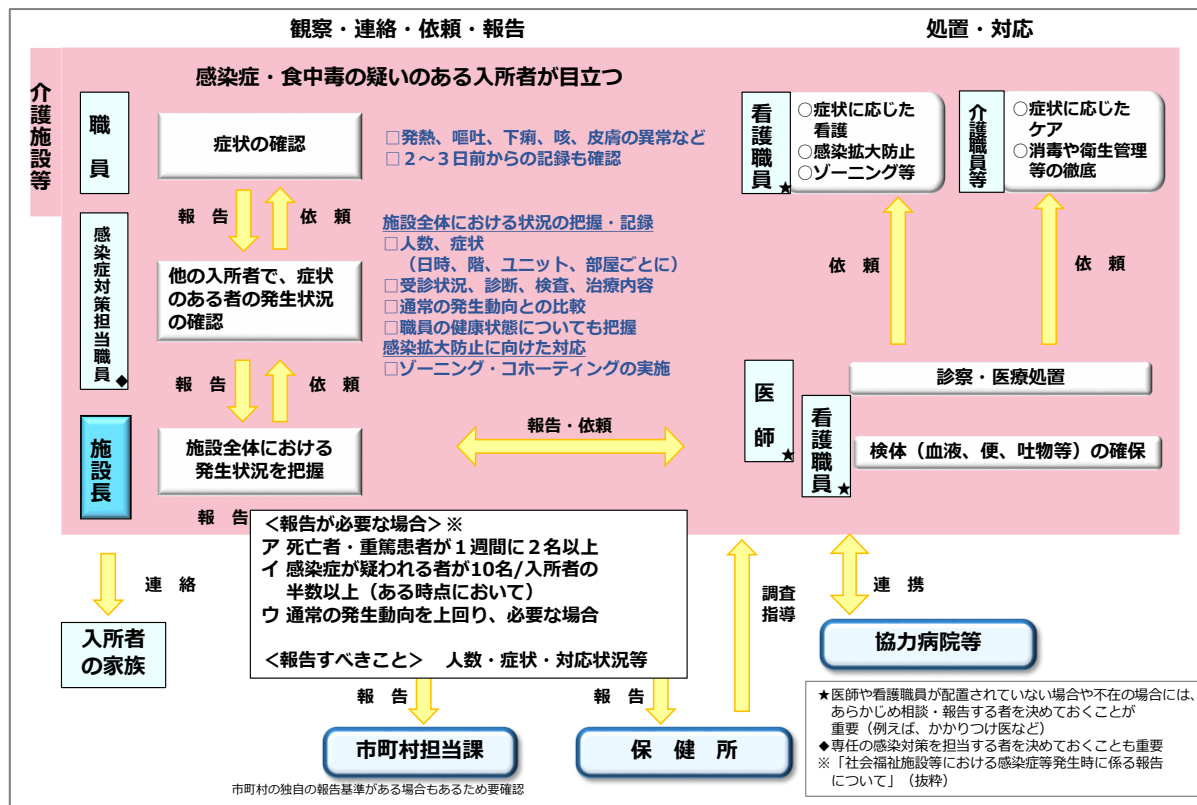 観察・連絡・依頼・報告
処置・対応
介護施設等
感染症・食中毒の疑いのある入所者が目立つ
職員
症状の確認
□発熱、嘔吐、下痢、咳、皮膚の異常など
□２～３日前からの記録も確認
報 告
依 頼
感染症対策担当職員◆
他の入所者で、症状
のある者の発生状況
の確認
施設全体における状況の把握・記録
□人数、症状
（日時、階、ユニット、部屋ごとに）
□受診状況、診断、検査、治療内容
□通常の発生動向との比較
□職員の健康状態についても把握
感染拡大防止に向けた対応
□ゾーニング・コホーティングの実施
報 告
依 頼
施設長
施設全体における
発生状況を把握
報告・依頼
看護職員★
○症状に応じた
看護
○感染拡大防止
○ゾーニング等
介護職員等
○症状に応じた
ケア
○消毒や衛生管理
等の徹底
依 頼
依 頼
医師★
看護職員★
診察・医療処置
検体（血液、便、吐物等）の確保
報 告
＜報告が必要な場合＞※
ア 死亡者・重篤患者が１週間に２名以上
イ 感染症が疑われる者が10名/入所者の
半数以上（ある時点において）
ウ 通常の発生動向を上回り、必要な場合
＜報告すべきこと＞ 人数・症状・対応状況等
連 絡
入所者
の家族
調査
指導
連 携
協力病院等
報 告
報 告
市町村担当課
保 健 所
市町村の独自の報告基準がある場合もあるため要確認
★医師や看護職員が配置されていない場合や不在の場合には、
あらかじめ相談・報告する者を決めておくことが
重要（例えば、かかりつけ医など）
◆専任の感染対策を担当する者を決めておくことも重要
※「社会福祉施設等における感染症等発生時に係る報告
について」（抜粋）